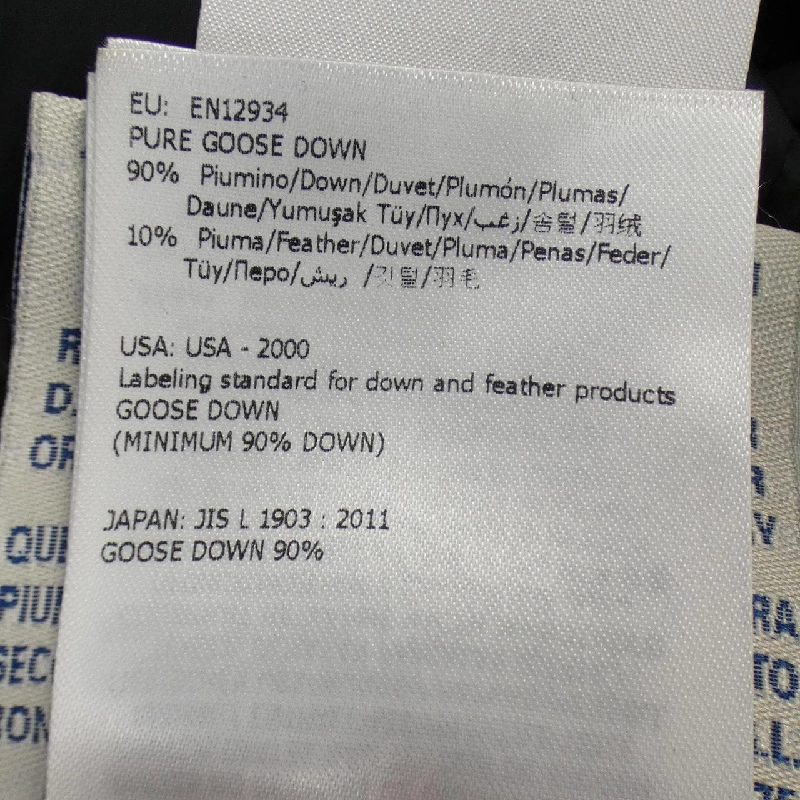 EU: EN12934
PURE GOOSE DOWN
90% Piumino/Down/Duvet/Plumón/Plumas/
Daune/Yumuşak Tüy/Пух/زغب/솜털/羽绒
10% Piuma/Feather/Duvet/Pluma/Penas/Feder/
Tüy/Перо/ريش /깃털/羽毛
USA: USA - 2000
Labeling standard for down and feather products
GOOSE DOWN
(MINIMUM 90% DOWN)
JAPAN: JIS L 1903 : 2011
GOOSE DOWN 90%